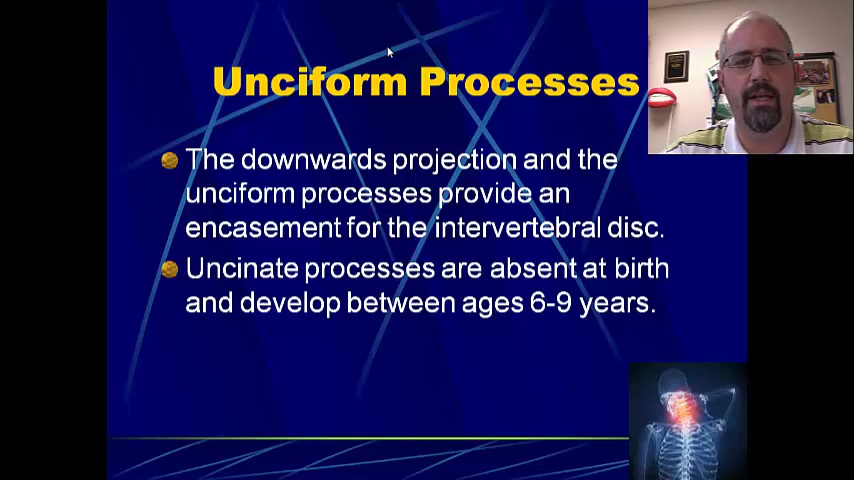 Unciform Processes
The downwards projection and the
unciform processes provide an
encasement for the intervertebral disc.
Uncinate processes are absent at birth
and develop between ages 6-9 years.